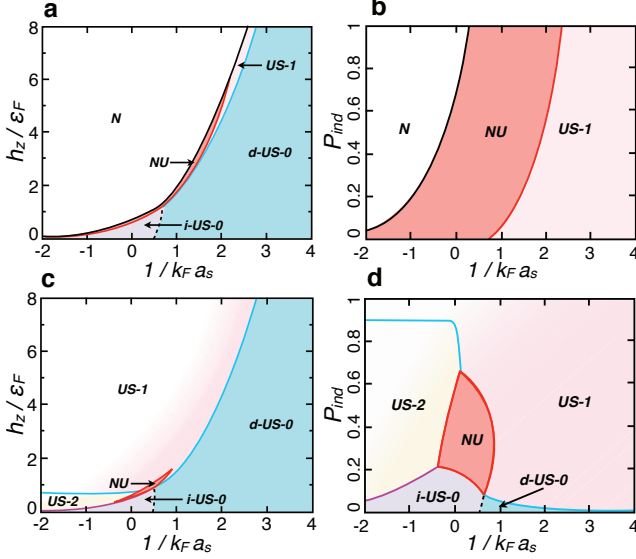 a
8
6
4
2
0
h_z / ε_F
N
US-1
NU
d-US-0
i-US-0
-2 -1 0 1 2 3 4
1 / k_F a_s
b
1
0.8
0.6
0.4
0.2
0
P_ind
N
NU
US-1
-2 -1 0 1 2 3 4
1 / k_F a_s
c
8
6
4
2
0
h_z / ε_F
US-1
d-US-0
NU
US-2
i-US-0
-2 -1 0 1 2 3 4
1 / k_F a_s
d
1
0.8
0.6
0.4
0.2
0
P_ind
US-2
US-1
NU
d-US-0
i-US-0
-2 -1 0 1 2 3 4
1 / k_F a_s